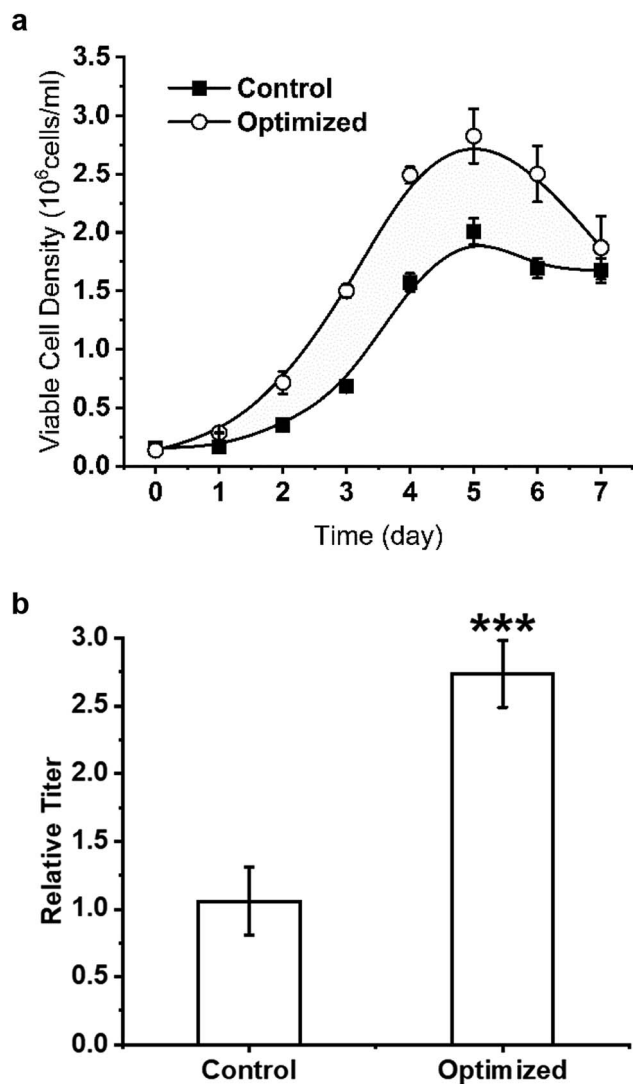 a
Viable Cell Density (10⁶cells/ml)
3.5
3.0
2.5
2.0
1.5
1.0
0.5
0.0
Control
Optimized
0 1 2 3 4 5 6 7
Time (day)
b
Relative Titer
3.0
2.5
2.0
1.5
1.0
0.5
0.0
***
Control Optimized